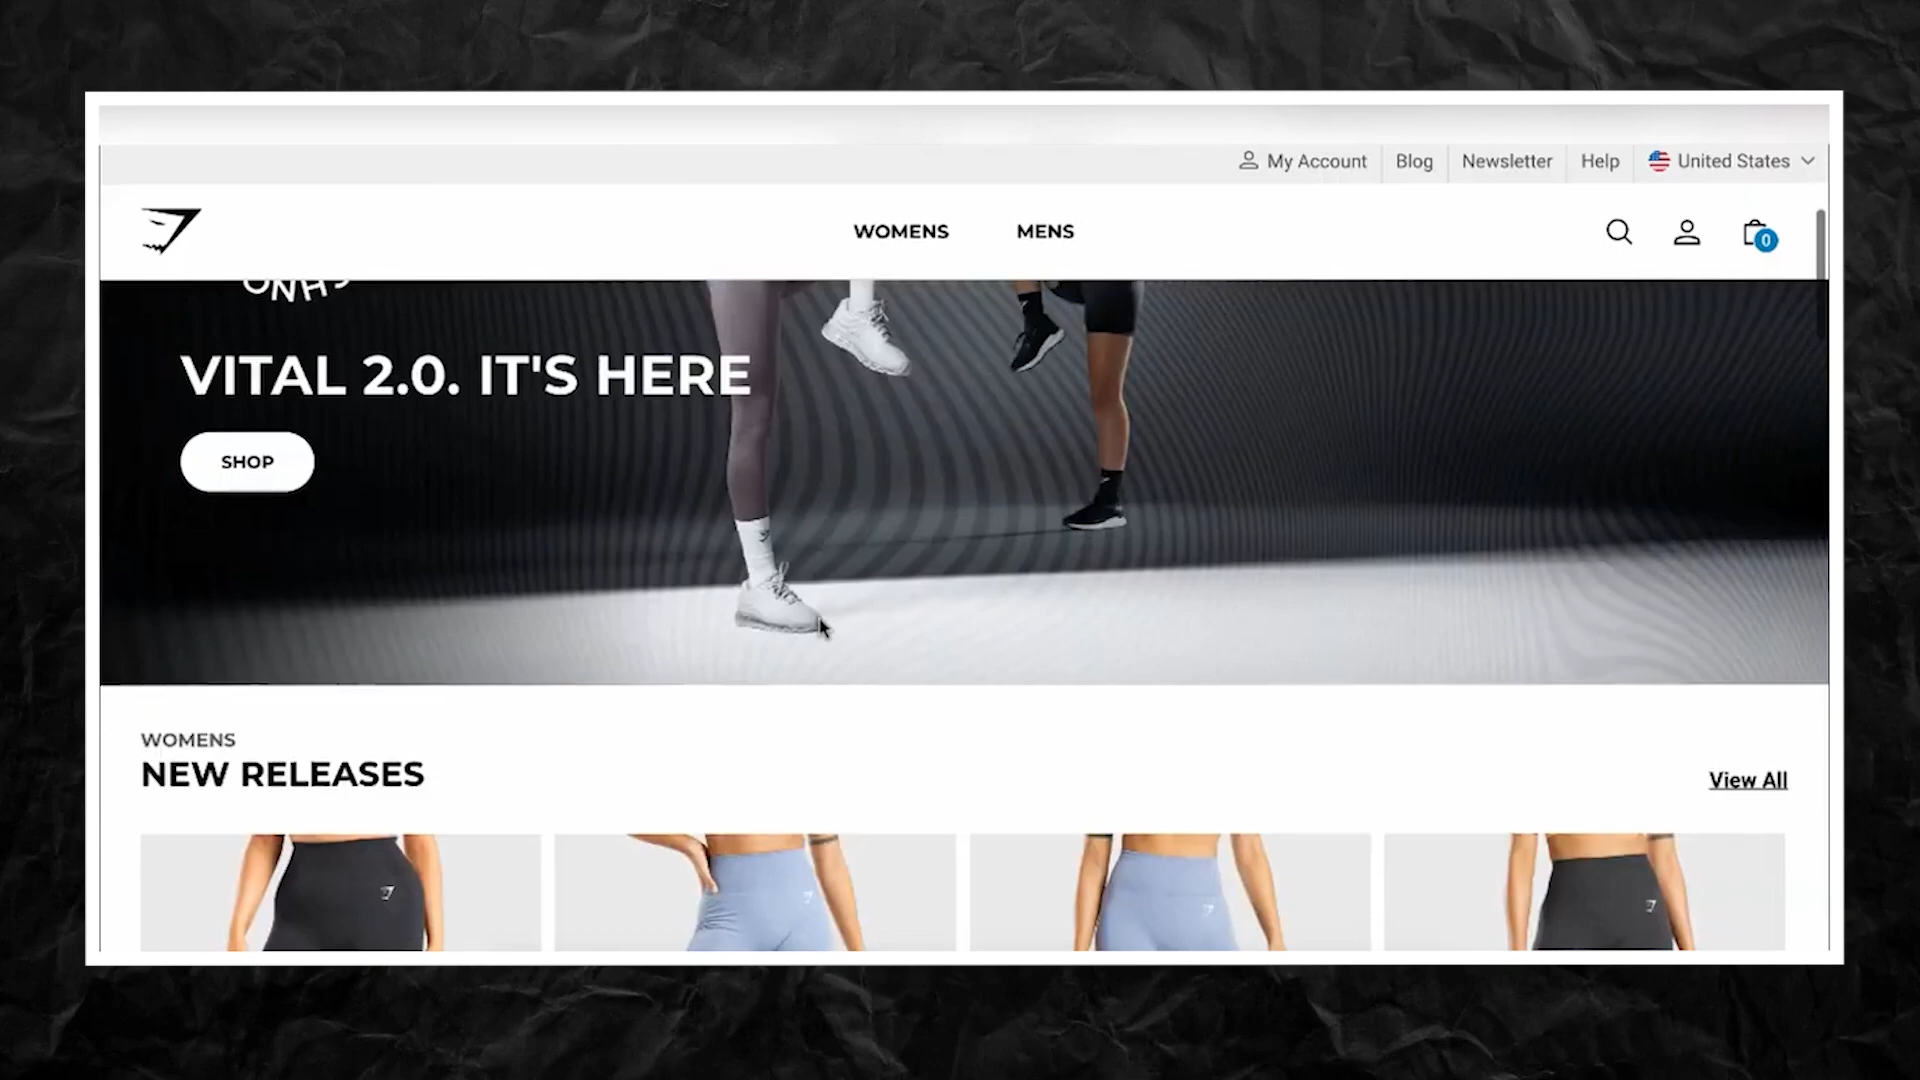 My Account
Blog
Newsletter
Help
United States
WOMENS
MENS
0
VITAL 2.0. IT'S HERE
SHOP
WOMENS
NEW RELEASES
View All